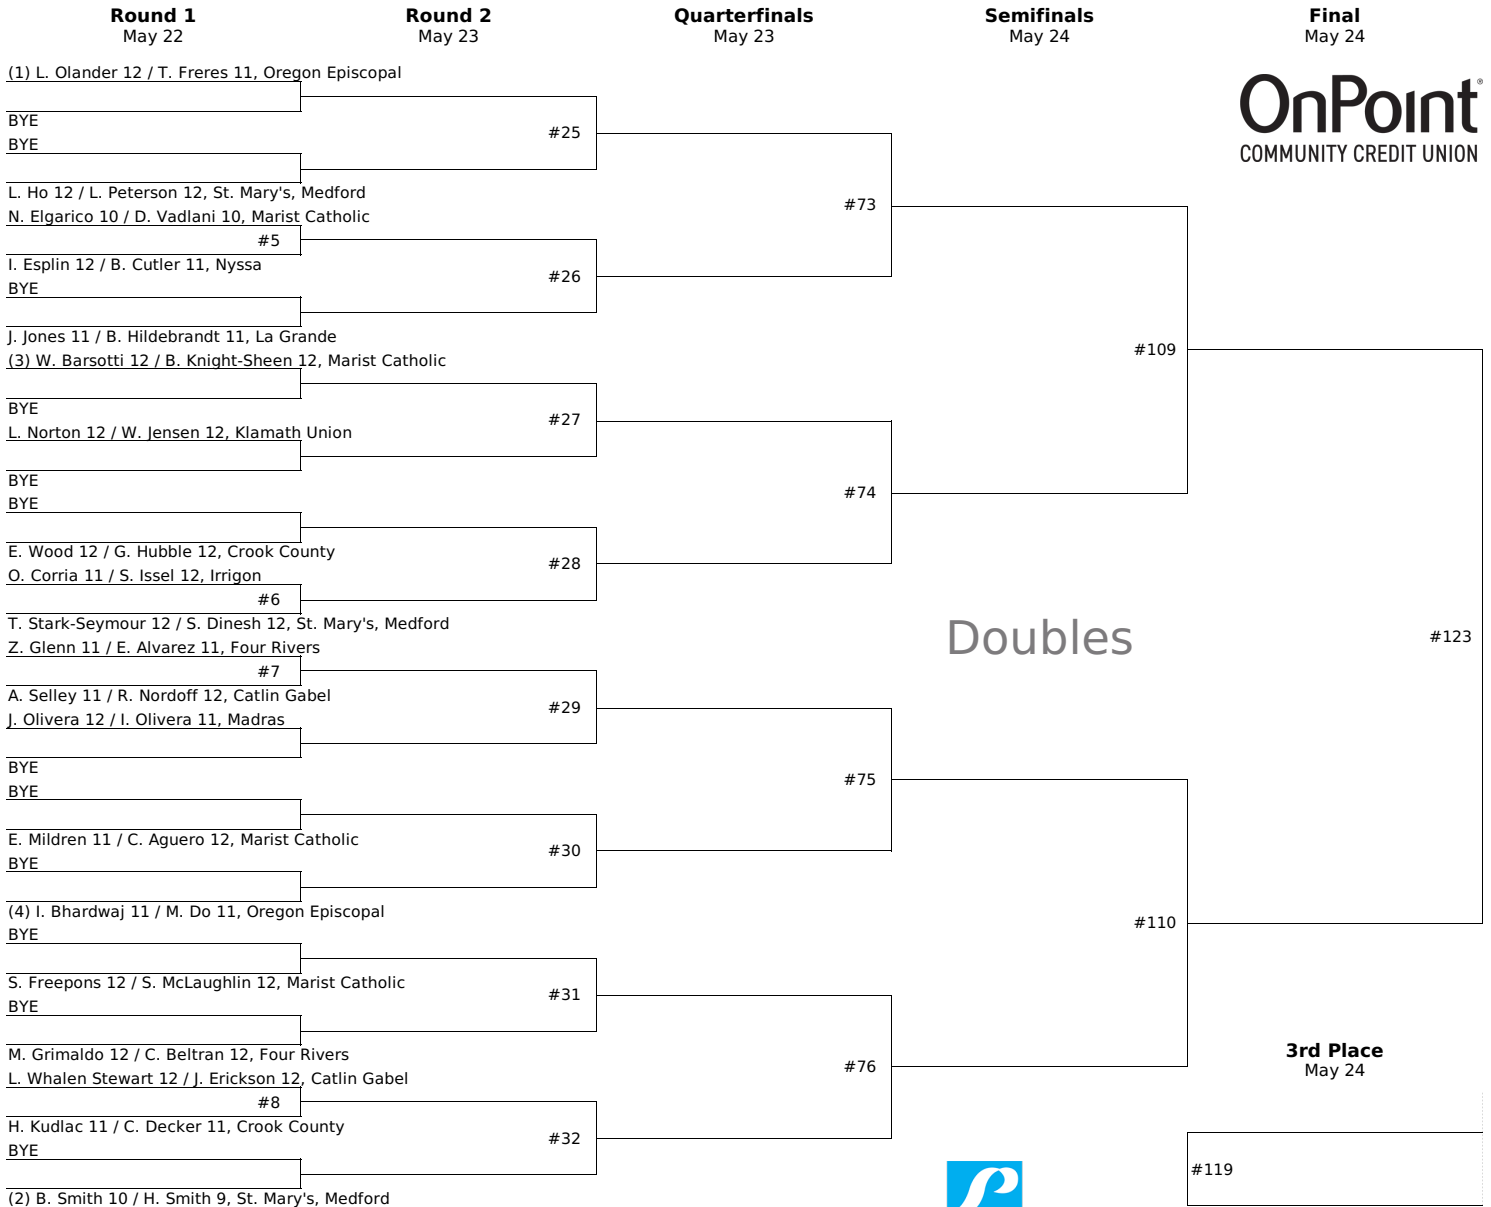 Round 1
May 22
Round 2
May 23
Quarterfinals
May 23
Semifinals
May 24
Final
May 24
OnPoint®
COMMUNITY CREDIT UNION
(1) L. Olander 12 / T. Freres 11, Oregon Episcopal
BYE
#25
BYE
L. Ho 12 / L. Peterson 12, St. Mary's, Medford
#73
N. Elgarico 10 / D. Vadlani 10, Marist Catholic
#5
I. Esplin 12 / B. Cutler 11, Nyssa
#26
BYE
J. Jones 11 / B. Hildebrandt 11, La Grande
#109
(3) W. Barsotti 12 / B. Knight-Sheen 12, Marist Catholic
BYE
#27
L. Norton 12 / W. Jensen 12, Klamath Union
BYE
#74
BYE
E. Wood 12 / G. Hubble 12, Crook County
#28
O. Corria 11 / S. Issel 12, Irrigon
#6
T. Stark-Seymour 12 / S. Dinesh 12, St. Mary's, Medford
Doubles
#123
Z. Glenn 11 / E. Alvarez 11, Four Rivers
#7
A. Selley 11 / R. Nordoff 12, Catlin Gabel
#29
J. Olivera 12 / I. Olivera 11, Madras
BYE
#75
BYE
E. Mildren 11 / C. Aguero 12, Marist Catholic
#30
BYE
(4) I. Bhardwaj 11 / M. Do 11, Oregon Episcopal
#110
BYE
S. Freepons 12 / S. McLaughlin 12, Marist Catholic
#31
BYE
M. Grimaldo 12 / C. Beltran 12, Four Rivers
3rd Place
May 24
#76
L. Whalen Stewart 12 / J. Erickson 12, Catlin Gabel
#8
H. Kudlac 11 / C. Decker 11, Crook County
#32
BYE
#119
(2) B. Smith 10 / H. Smith 9, St. Mary's, Medford